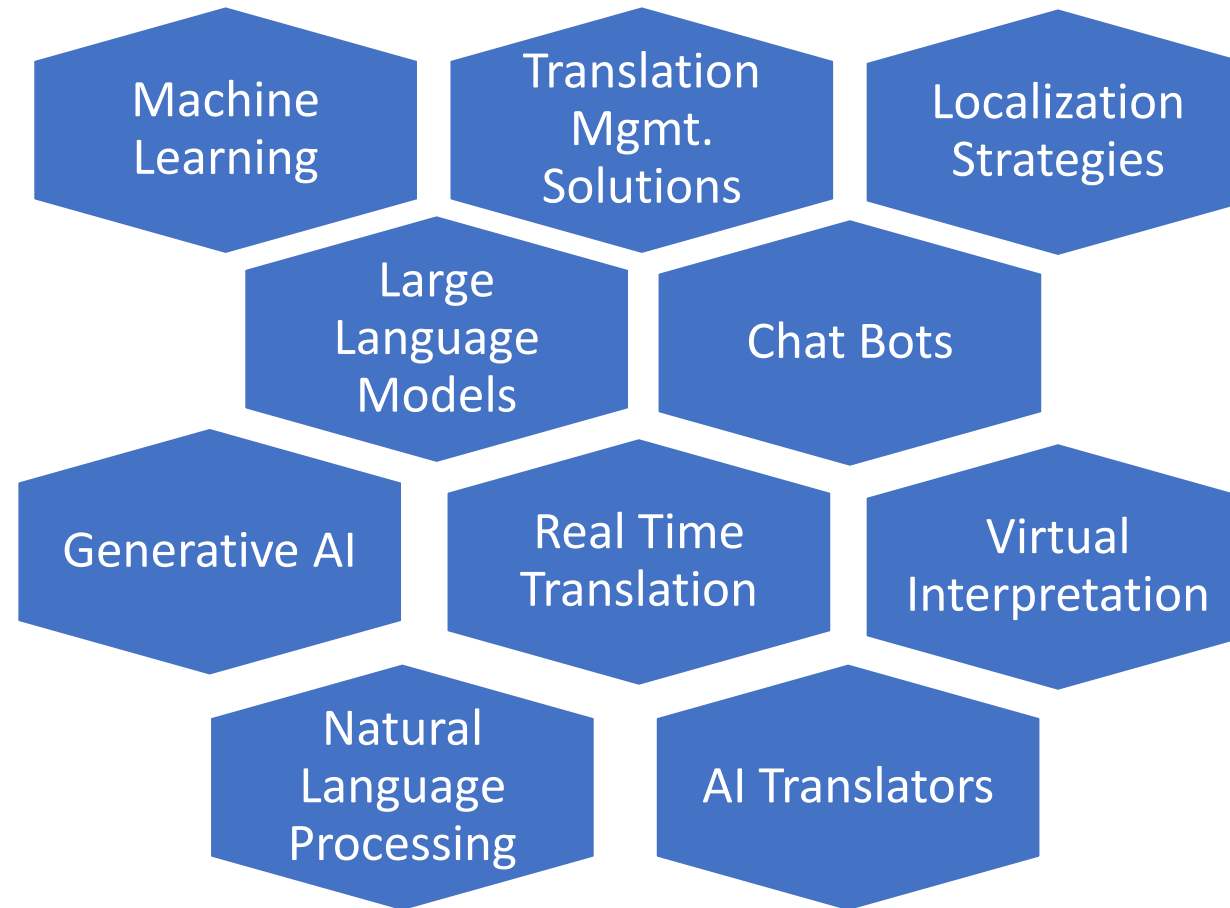 Machine
Learning
Translation
Mgmt.
Solutions
Localization
Strategies
Large
Language
Models
Chat Bots
Generative AI
Real Time
Translation
Virtual
Interpretation
Natural
Language
Processing
AI Translators